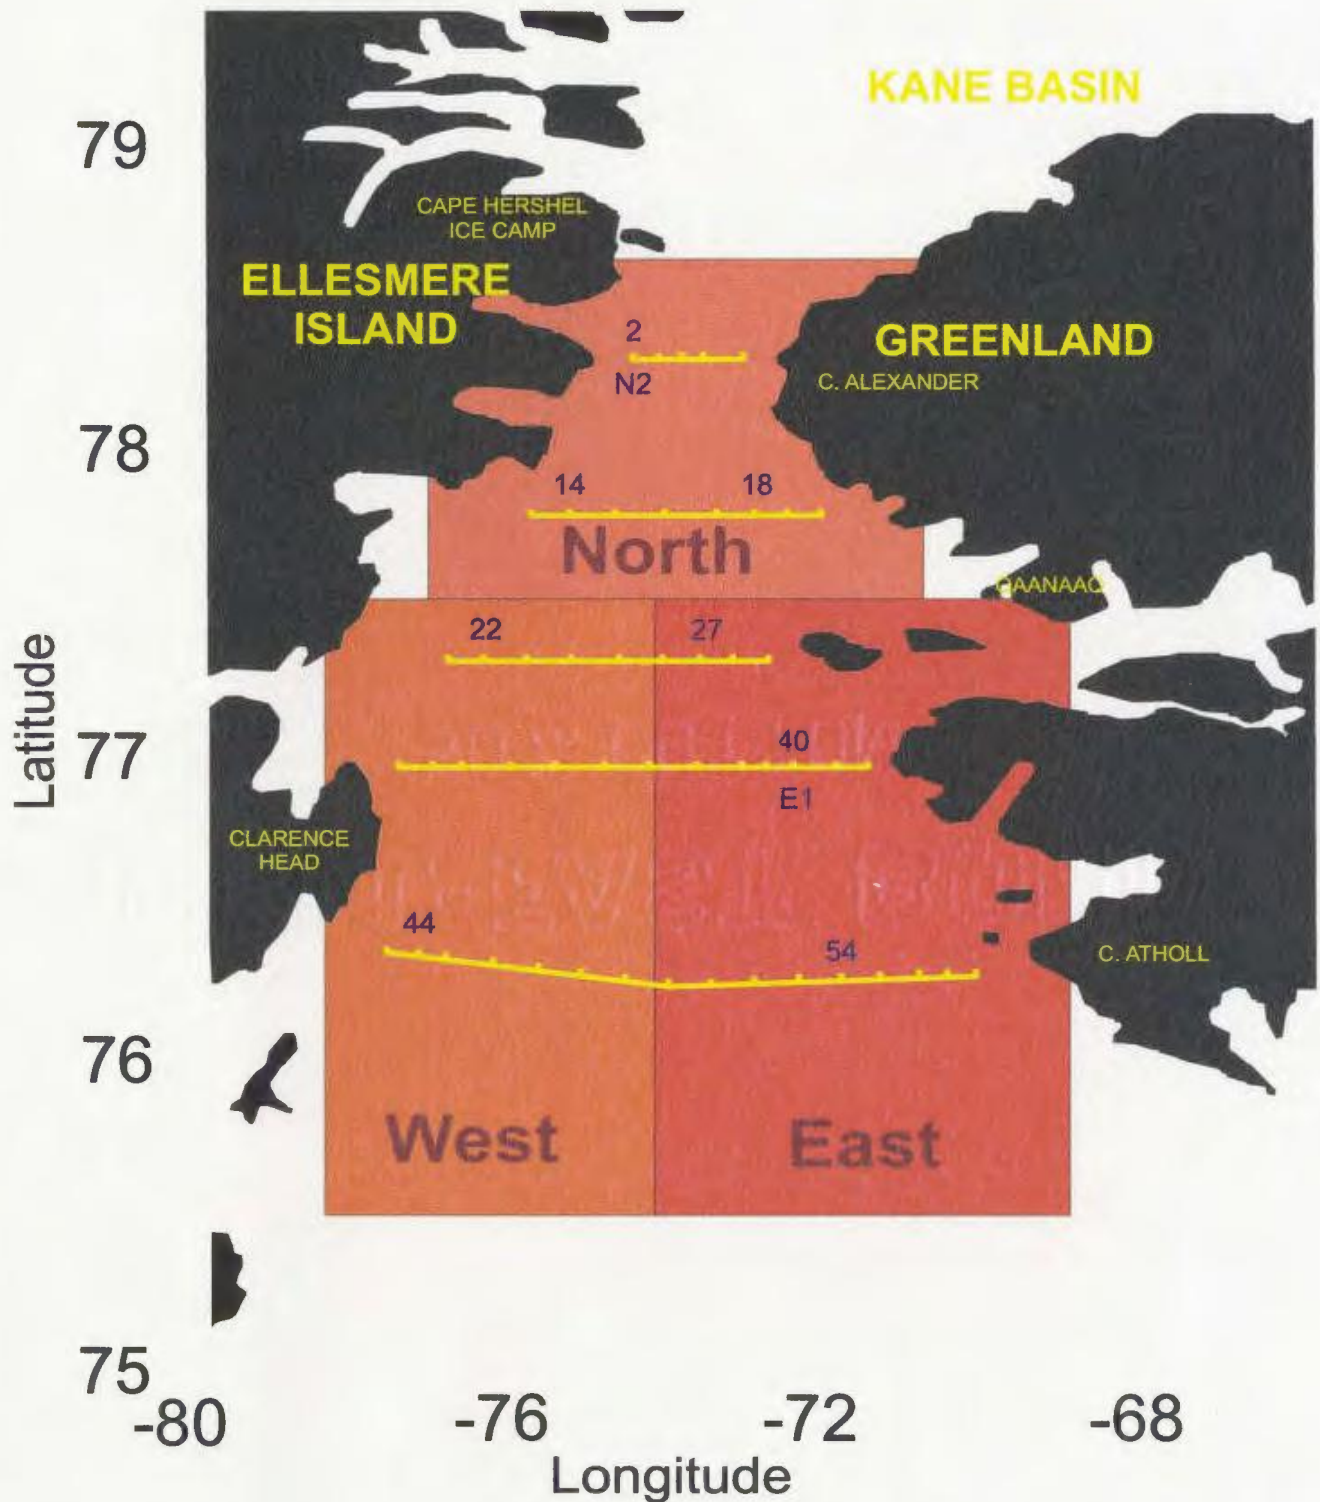 KANE BASIN
79
CAPE HERSHEL
ICE CAMP
ELLESMERE
ISLAND
2
GREENLAND
N2
C. ALEXANDER
78
14
18
North
QAANAAQ
22
27
Latitude
77
40
E1
CLARENCE
HEAD
44
54
C. ATHOLL
76
West
East
75
-80
-76
-72
-68
Longitude